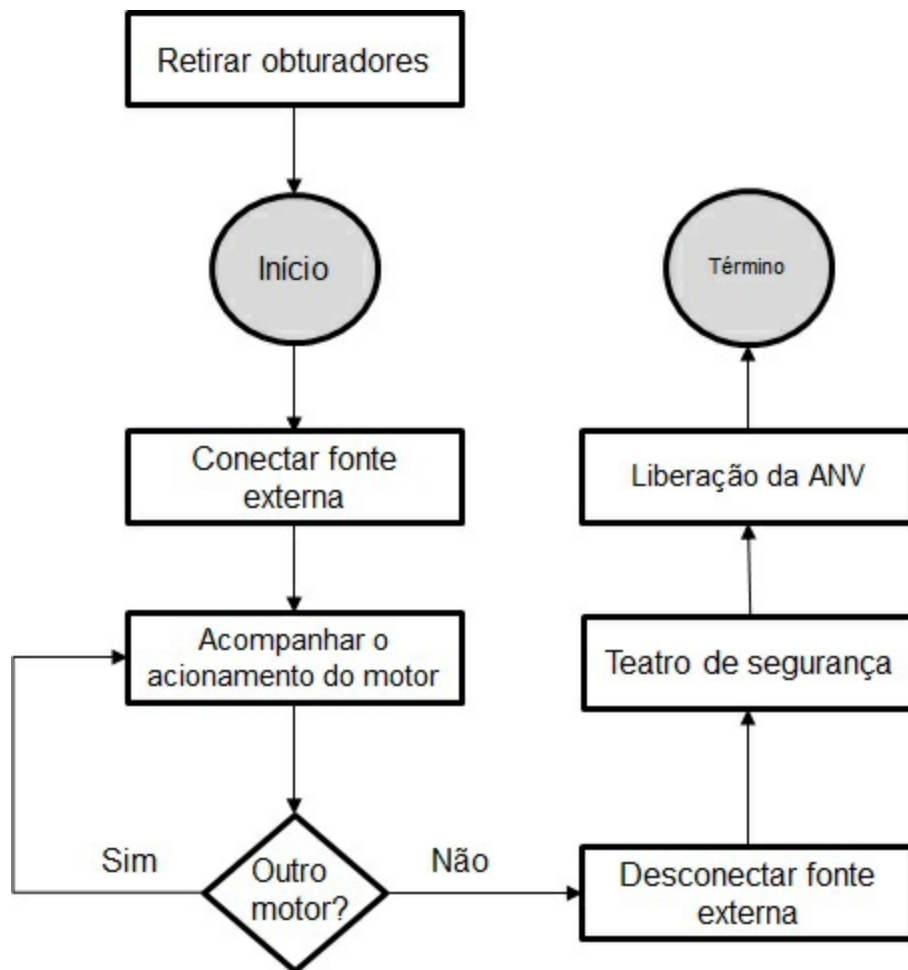 Retirar obturadores
Início
Conectar fonte
externa
Acompanhar o
acionamento do motor
Outro
motor?
Sim
Não
Desconectar fonte
externa
Teatro de segurança
Liberação da ANV
Término